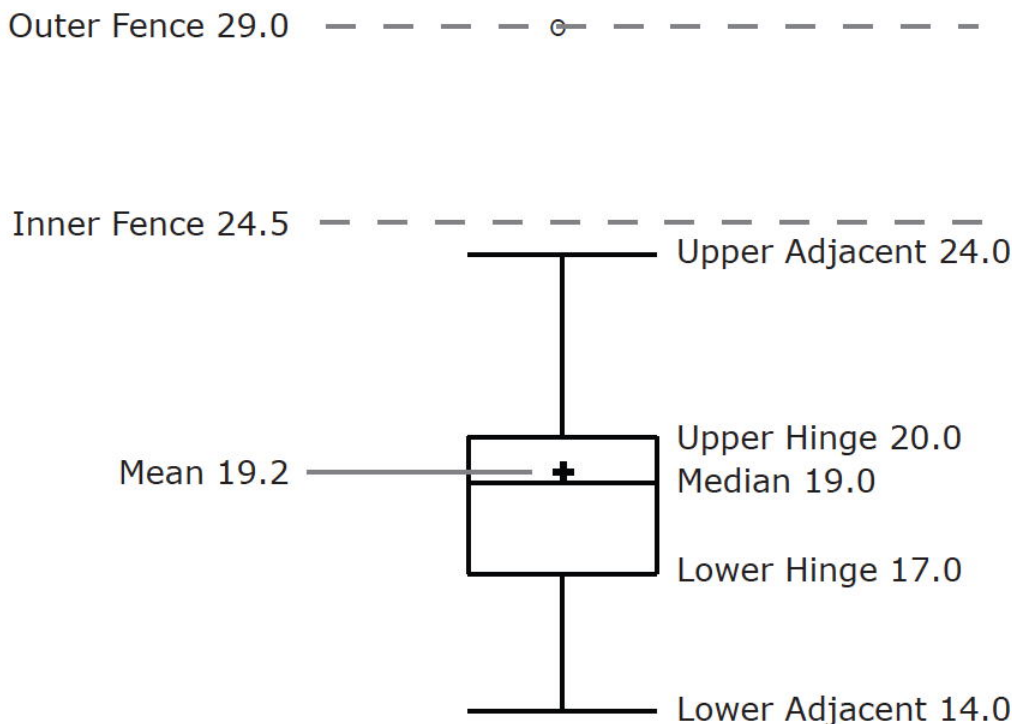 Outer Fence 29.0
Inner Fence 24.5
Upper Adjacent 24.0
Upper Hinge 20.0
Mean 19.2
Median 19.0
Lower Hinge 17.0
Lower Adjacent 14.0